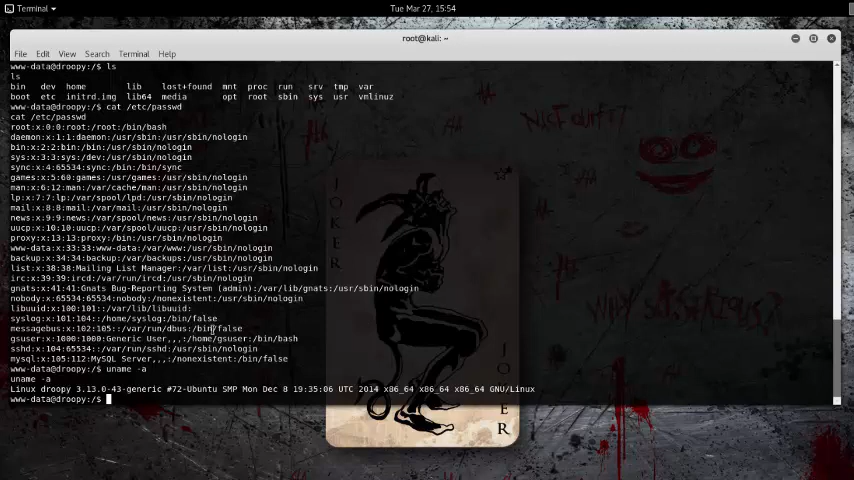 Terminal
Tue Mar 27, 15:54
root@kali: ~
File Edit View Search Terminal Help
www-data@droopy:/$ ls
ls
bin dev home lib lost+found mnt proc run srv tmp var
boot etc initrd.img lib64 media opt root sbin sys usr vmlinuz
www-data@droopy:/$ cat /etc/passwd
cat /etc/passwd
root:x:0:0:root:/root:/bin/bash
daemon:x:1:1:daemon:/usr/sbin:/usr/sbin/nologin
bin:x:2:2:bin:/bin:/usr/sbin/nologin
sys:x:3:3:sys:/dev:/usr/sbin/nologin
sync:x:4:65534:sync:/bin:/bin/sync
games:x:5:60:games:/usr/games:/usr/sbin/nologin
man:x:6:12:man:/var/cache/man:/usr/sbin/nologin
lp:x:7:7:lp:/var/spool/lpd:/usr/sbin/nologin
mail:x:8:8:mail:/var/mail:/usr/sbin/nologin
news:x:9:9:news:/var/spool/news:/usr/sbin/nologin
uucp:x:10:10:uucp:/var/spool/uucp:/usr/sbin/nologin
proxy:x:13:13:proxy:/bin:/usr/sbin/nologin
www-data:x:33:33:www-data:/var/www:/usr/sbin/nologin
backup:x:34:34:backup:/var/backups:/usr/sbin/nologin
list:x:38:38:Mailing List Manager:/var/list:/usr/sbin/nologin
irc:x:39:39:ircd:/var/run/ircd:/usr/sbin/nologin
gnats:x:41:41:Gnats Bug-Reporting System (admin):/var/lib/gnats:/usr/sbin/nologin
nobody:x:65534:65534:nobody:/nonexistent:/usr/sbin/nologin
libuuid:x:100:101::/var/lib/libuuid:
syslog:x:101:104::/home/syslog:/bin/false
messagebus:x:102:105::/var/run/dbus:/bin/false
gsuser:x:1000:1000:Generic User,,,:/home/gsuser:/bin/bash
sshd:x:104:65534::/var/run/sshd:/usr/sbin/nologin
mysql:x:105:112:MySQL Server,,,:/nonexistent:/bin/false
www-data@droopy:/$ uname -a
uname -a
Linux droopy 3.13.0-43-generic #72-Ubuntu SMP Mon Dec 8 19:35:06 UTC 2014 x86_64 x86_64 x86_64 GNU/Linux
www-data@droopy:/$
JOKER
WHY SERIOUS?
JOKER